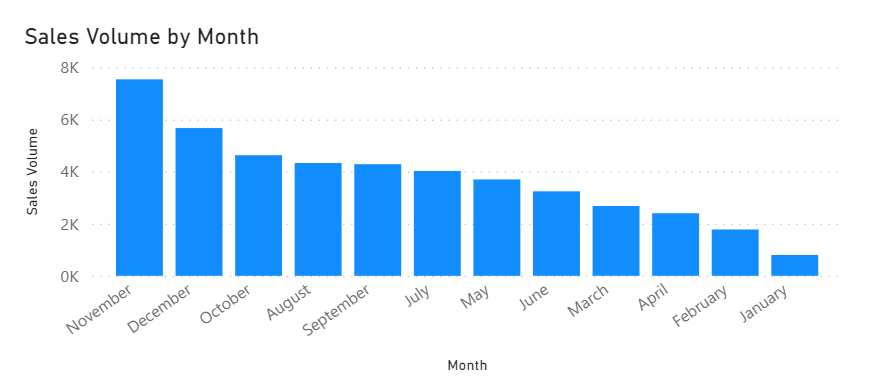 Sales Volume by Month
8K
6K
4K
2K
0K
Sales Volume
November
December
October
August
September
July
May
June
March
April
February
January
Month